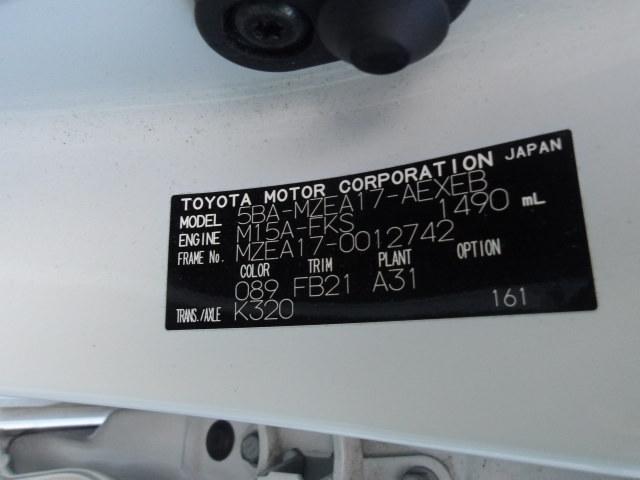 TOYOTA MOTOR CORPORATION JAPAN
MODEL 5BA-MZEA17-AEXEB
ENGINE M15A-FKS 1490 mL
FRAME No. MZEA17-0012742
COLOR TRIM PLANT OPTION
089 FB21 A31
TRANS./AXLE K320 161